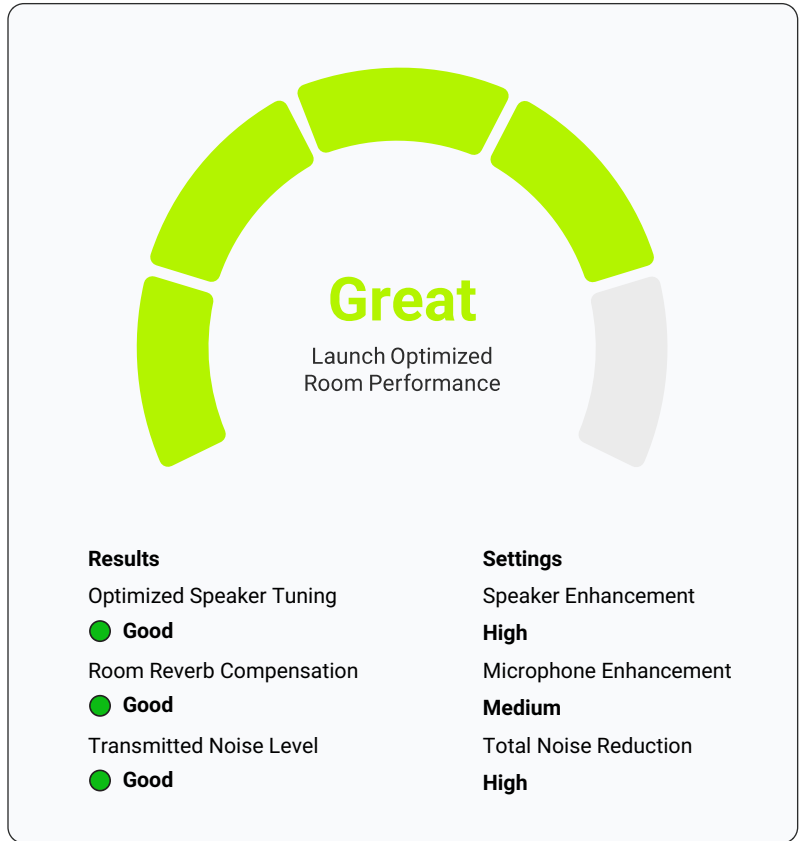 Great
Launch Optimized
Room Performance
Results
Optimized Speaker Tuning
Good
Room Reverb Compensation
Good
Transmitted Noise Level
Good
Settings
Speaker Enhancement
High
Microphone Enhancement
Medium
Total Noise Reduction
High